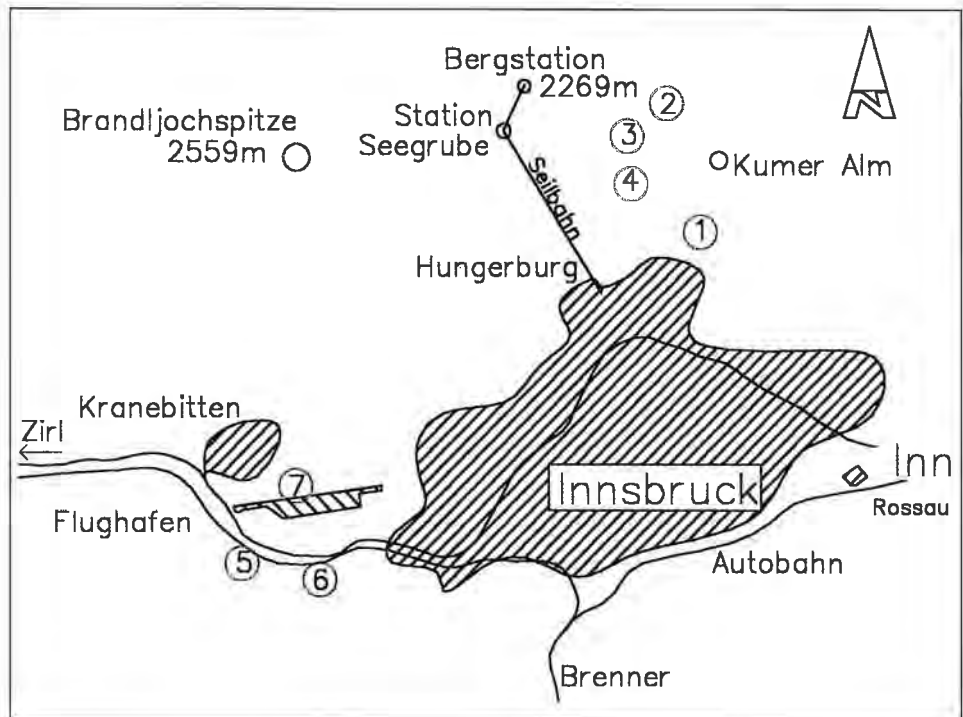 Bergstation
2269m
N
Brandljochspitze
2559m
Station
Seegrube
2
3
4
Kumer Alm
Seilbahn
1
Hungerburg
Kranebitten
Zirl
7
Innsbruck
Inn
Rossau
Flughafen
5
6
Autobahn
Brenner